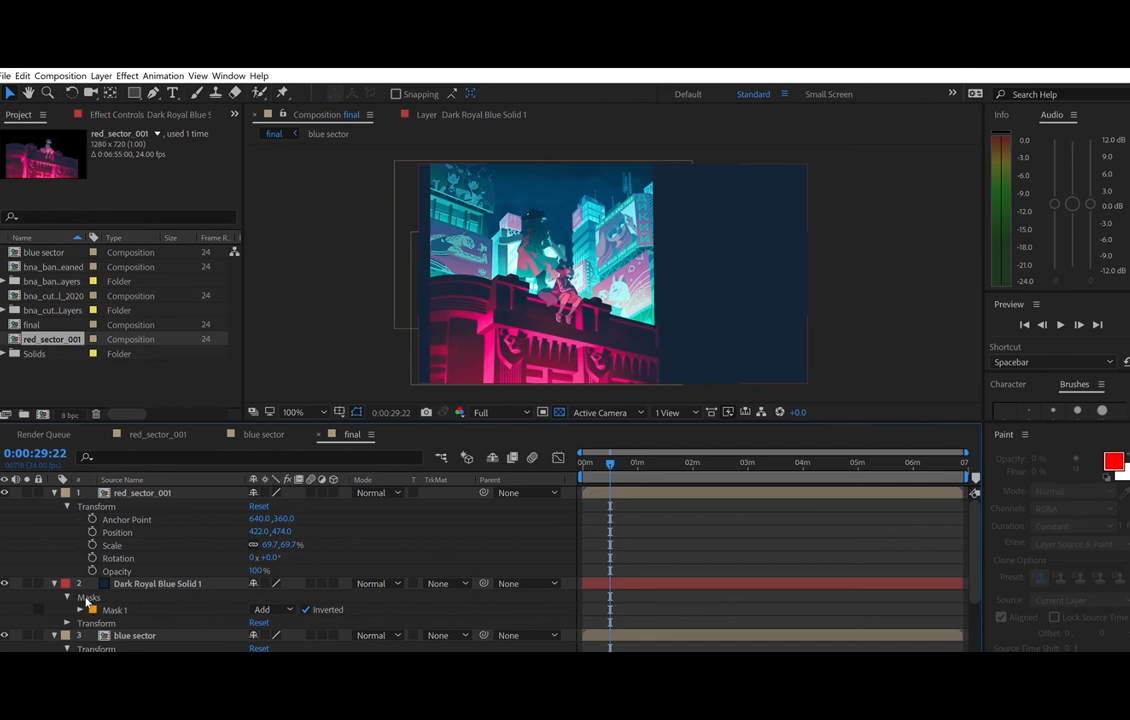 File Edit Composition Layer Effect Animation View Window Help
Snapping
Default Standard Small Screen Search Help
Project Effect Controls Dark Royal Blue S
Composition final Layer Dark Royal Blue Solid 1
final blue sector
red_sector_001 , used 1 time
1280 x 720 (1.00)
Δ 0:06:55:00, 24.00 fps
Name Type Size Frame R..
blue sector Composition 24
bna_ban...eaned Composition 24
bna_ban...ayers Folder
bna_cut...l_2020 Composition 24
bna_cut...Layers Folder
final Composition 24
red_sector_001 Composition 24
Solids Folder
8 bpc
100% 0:00:29:22 Full Active Camera 1 View +0.0
Info Audio
0.0 12.0 dB
-3.0 9.0
-6.0 6.0
-9.0 3.0
-12.0 0.0 dB
-15.0 -3.0
-18.0 -6.0
-21.0 -9.0
-24.0 -12.0 dB
Preview
Shortcut
Spacebar
Character Brushes
Paint
Opacity: 0 %
Flow: 0 %
Mode: Normal
Channels: RGBA
Duration: Constant
Erase: Layer Source & Paint
Clone Options
Preset:
Source: Current Layer
Aligned Lock Source Time
Offset: 0 , 0
Source Time Shift: 0
Render Queue red_sector_001 blue sector final
0:00:29:22
00718 (24.00 fps)
00m 01m 02m 03m 04m 05m 06m 07
# Source Name Mode T TrkMat Parent
1 red_sector_001 Normal None
Transform Reset
Anchor Point 640.0,360.0
Position 422.0,474.0
Scale 69.7,69.7%
Rotation 0x+0.0°
Opacity 100%
2 Dark Royal Blue Solid 1 Normal None None
Masks
Mask 1 Add Inverted
Transform Reset
3 blue sector Normal None None
Transform Reset